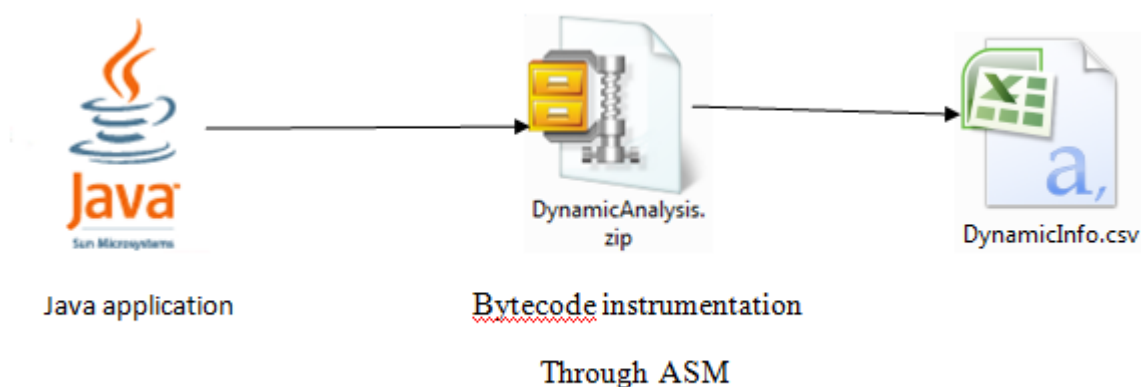 Java
Sun Microsystems
DynamicAnalysis.
zip
a,
DynamicInfo.csv
Java application
Bytecode instrumentation
Through ASM